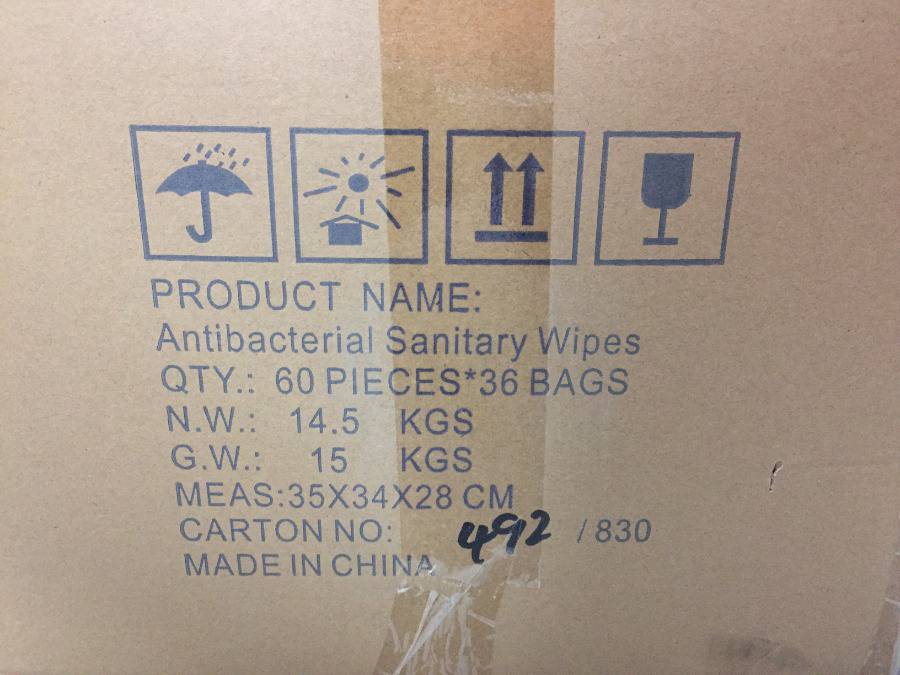 PRODUCT NAME:
Antibacterial Sanitary Wipes
QTY.: 60 PIECES*36 BAGS
N.W.: 14.5 KGS
G.W.: 15 KGS
MEAS:35X34X28 CM
CARTON NO: 492 / 830
MADE IN CHINA